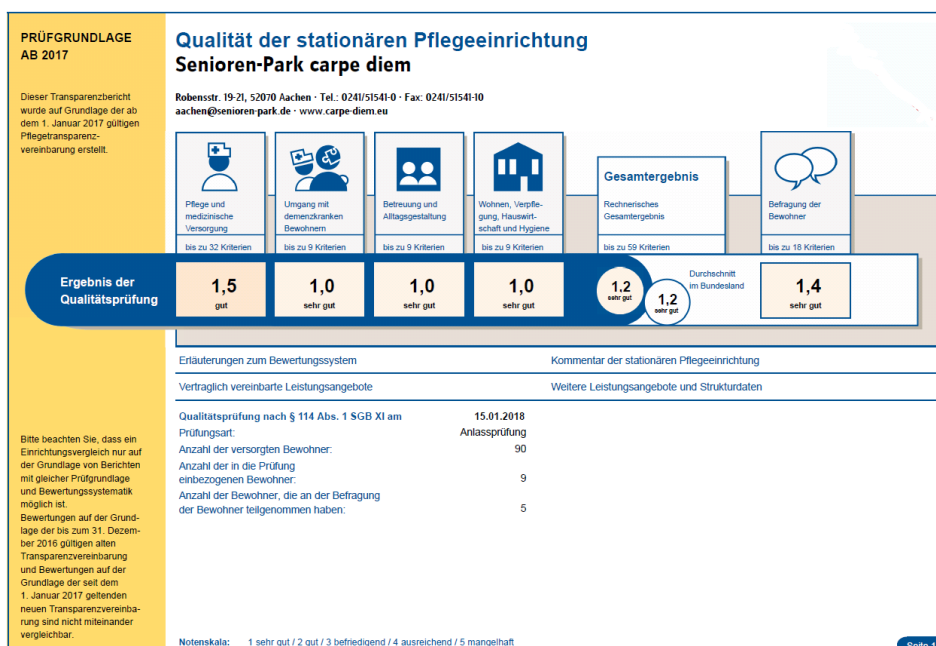 PRÜFGRUNDLAGE
AB 2017
Dieser Transparenzbericht
wurde auf Grundlage der ab
dem 1. Januar 2017 gültigen
Pflegetransparenz-
vereinbarung erstellt.
Qualität der stationären Pflegeeinrichtung
Senioren-Park carpe diem
Robensstr. 19-21, 52070 Aachen · Tel.: 0241/51541-0 · Fax: 0241/51541-10
aachen@senioren-park.de · www.carpe-diem.eu
Pflege und
medizinische
Versorgung
bis zu 32 Kriterien
Umgang mit
demenzkranken
Bewohnern
bis zu 9 Kriterien
Betreuung und
Alltagsgestaltung
bis zu 9 Kriterien
Wohnen, Verpfle-
gung, Hauswirt-
schaft und Hygiene
bis zu 9 Kriterien
Gesamtergebnis
Rechnerisches
Gesamtergebnis
bis zu 59 Kriterien
Befragung der
Bewohner
bis zu 18 Kriterien
Ergebnis der
Qualitätsprüfung
1,5
gut
1,0
sehr gut
1,0
sehr gut
1,0
sehr gut
1,2
sehr gut
1,2
sehr gut
Durchschnitt
im Bundesland
1,4
sehr gut
Erläuterungen zum Bewertungssystem
Kommentar der stationären Pflegeeinrichtung
Vertraglich vereinbarte Leistungsangebote
Weitere Leistungsangebote und Strukturdaten
Qualitätsprüfung nach § 114 Abs. 1 SGB XI am 15.01.2018
Prüfungsart: Anlassprüfung
Anzahl der versorgten Bewohner: 90
Anzahl der in die Prüfung
einbezogenen Bewohner: 9
Anzahl der Bewohner, die an der Befragung
der Bewohner teilgenommen haben: 5
Bitte beachten Sie, dass ein
Einrichtungsvergleich nur auf
der Grundlage von Berichten
mit gleicher Prüfgrundlage
und Bewertungssystematik
möglich ist.
Bewertungen auf der Grund-
lage der bis zum 31. Dezem-
ber 2016 gültigen alten
Transparenzvereinbarung
und Bewertungen auf der
Grundlage der seit dem
1. Januar 2017 geltenden
neuen Transparenzvereinba-
rung sind nicht miteinander
vergleichbar.
Notenskala: 1 sehr gut / 2 gut / 3 befriedigend / 4 ausreichend / 5 mangelhaft
Seite 1